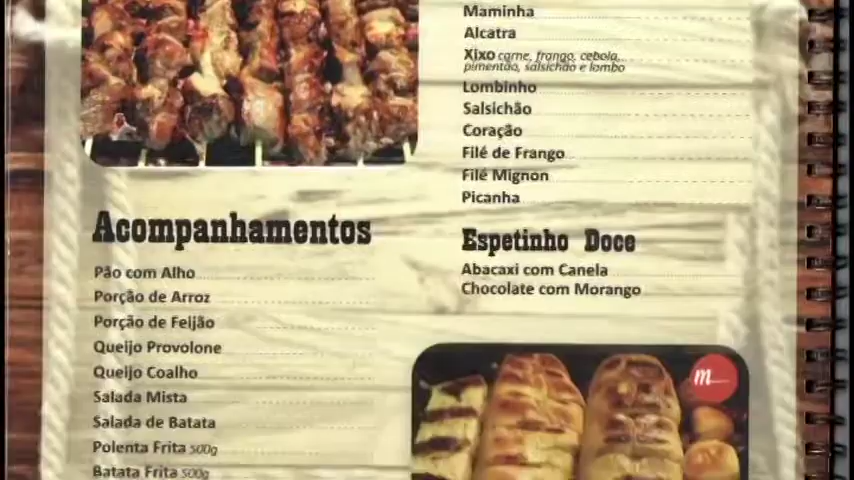 Maminha
Alcatra
Xixo carne, frango, cebola,
pimentão, salsichão e lombo
Lombinho
Salsichão
Coração
Filé de Frango
Filé Mignon
Picanha
Acompanhamentos
Pão com Alho
Porção de Arroz
Porção de Feijão
Queijo Provolone
Queijo Coalho
Salada Mista
Salada de Batata
Polenta Frita 500g
Batata Frita 500g
Espetinho Doce
Abacaxi com Canela
Chocolate com Morango
m